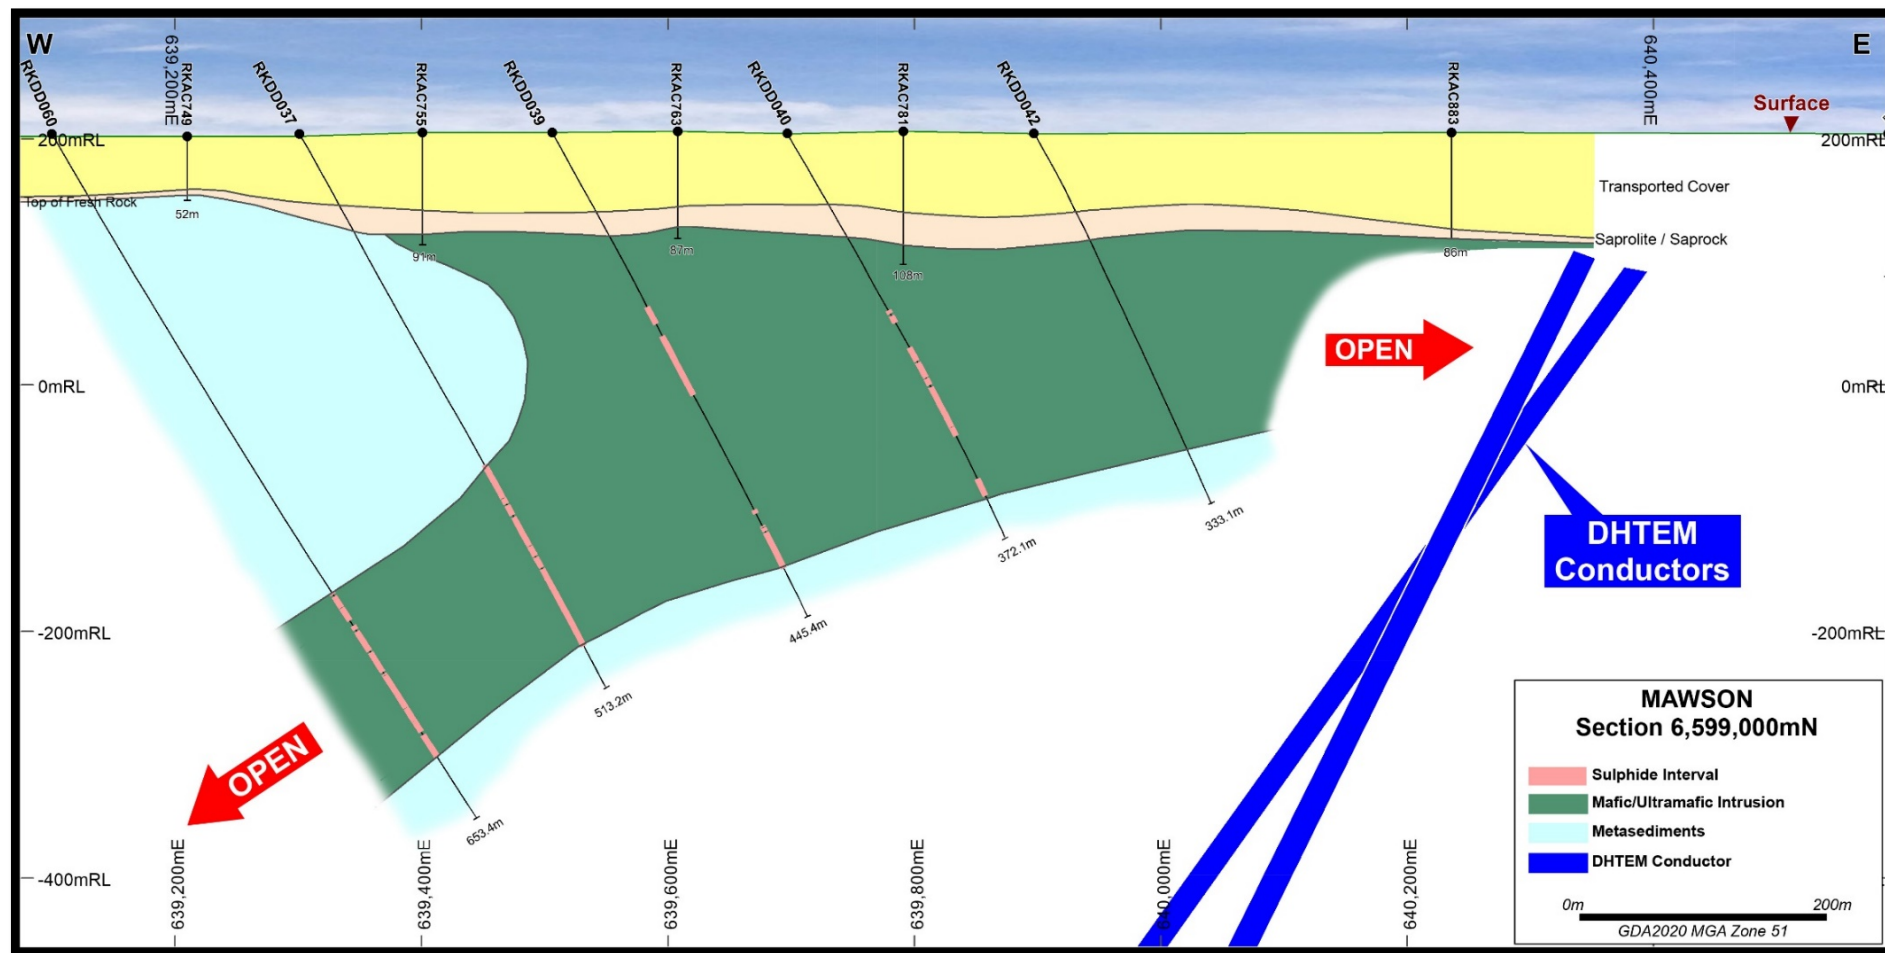 W
E
RKDD060
639,200mE
RKAC749
RKDD037
RKAC755
RKDD039
RKAC763
RKDD040
RKAC781
RKDD042
RKAC883
640,400mE
Surface
200mRL
200mRL
Transported Cover
Top of Fresh Rock
52m
Saprolite / Saprock
91m
87m
108m
86m
OPEN
0mRL
0mRL
333.1m
372.1m
DHTEM
Conductors
445.4m
-200mRL
-200mRL
513.2m
OPEN
653.4m
-400mRL
639,200mE
639,400mE
639,600mE
639,800mE
640,000mE
640,200mE
MAWSON
Section 6,599,000mN
Sulphide Interval
Mafic/Ultramafic Intrusion
Metasediments
DHTEM Conductor
0m
200m
GDA2020 MGA Zone 51